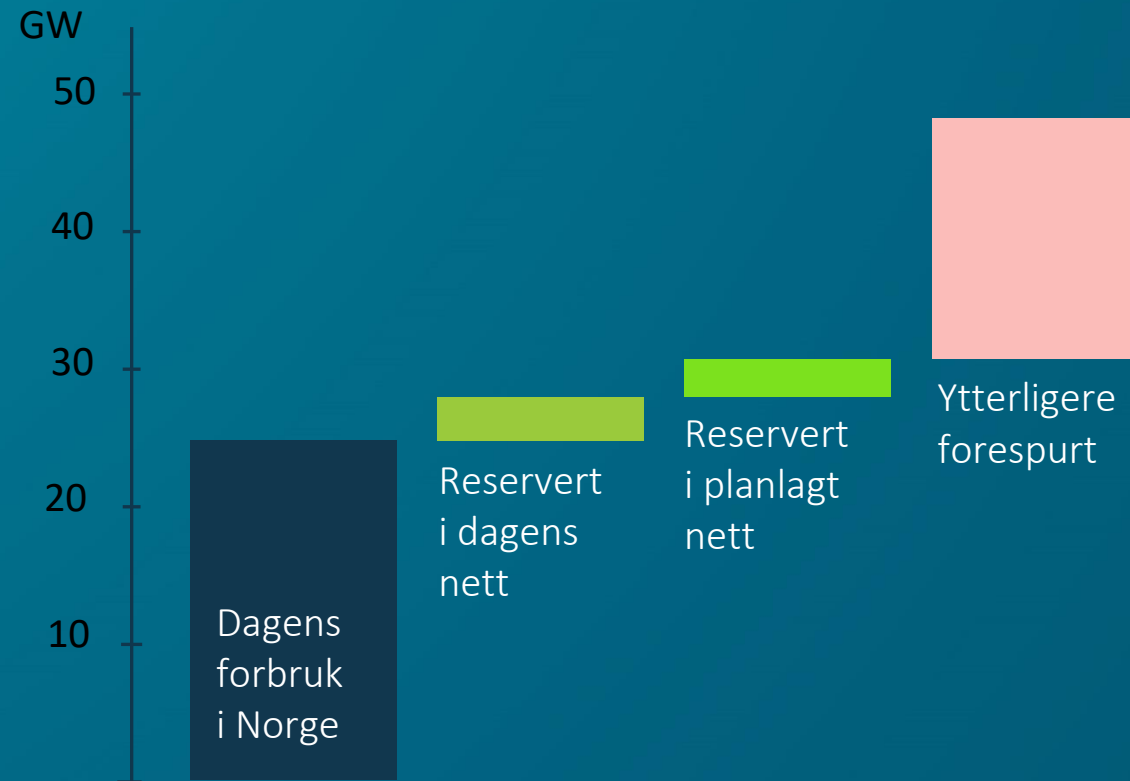 GW
50
40
30
20
10
Dagens
forbruk
i Norge
Reservert
i dagens
nett
Reservert
i planlagt
nett
Ytterligere
forespurt